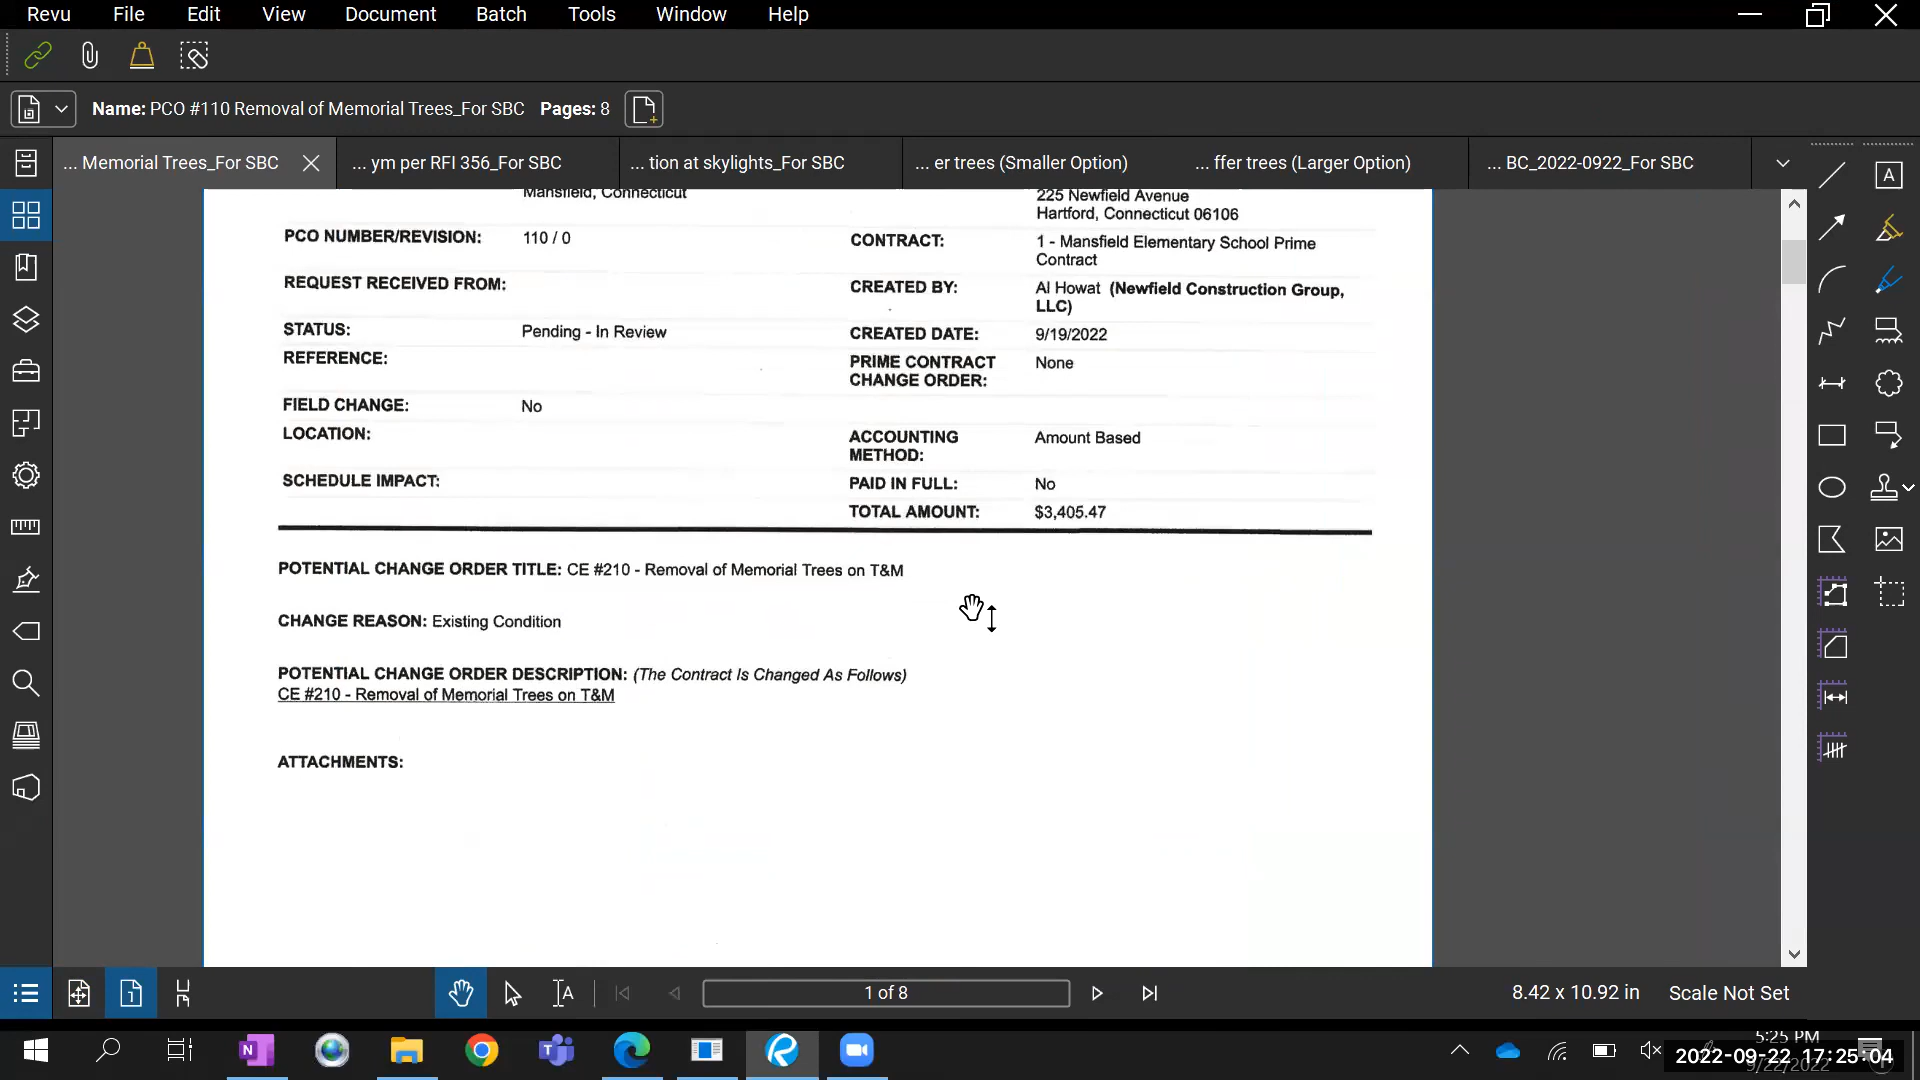 Revu File Edit View Document Batch Tools Window Help
Name: PCO #110 Removal of Memorial Trees_For SBC Pages: 8
... Memorial Trees_For SBC ... ym per RFI 356_For SBC ... tion at skylights_For SBC ... er trees (Smaller Option) ... ffer trees (Larger Option) ... BC_2022-0922_For SBC
Mansfield, Connecticut
225 Newfield Avenue
Hartford, Connecticut 06106
PCO NUMBER/REVISION: 110 / 0
CONTRACT: 1 - Mansfield Elementary School Prime
Contract
REQUEST RECEIVED FROM:
CREATED BY: Al Howat (Newfield Construction Group,
LLC)
STATUS: Pending - In Review
CREATED DATE: 9/19/2022
REFERENCE:
PRIME CONTRACT None
CHANGE ORDER:
FIELD CHANGE: No
LOCATION:
ACCOUNTING Amount Based
METHOD:
SCHEDULE IMPACT:
PAID IN FULL: No
TOTAL AMOUNT: $3,405.47
POTENTIAL CHANGE ORDER TITLE: CE #210 - Removal of Memorial Trees on T&M
CHANGE REASON: Existing Condition
POTENTIAL CHANGE ORDER DESCRIPTION: (The Contract Is Changed As Follows)
CE #210 - Removal of Memorial Trees on T&M
ATTACHMENTS:
1 of 8
8.42 x 10.92 in Scale Not Set
5:25 PM
2022-09-22 17:25:04
9/22/2022